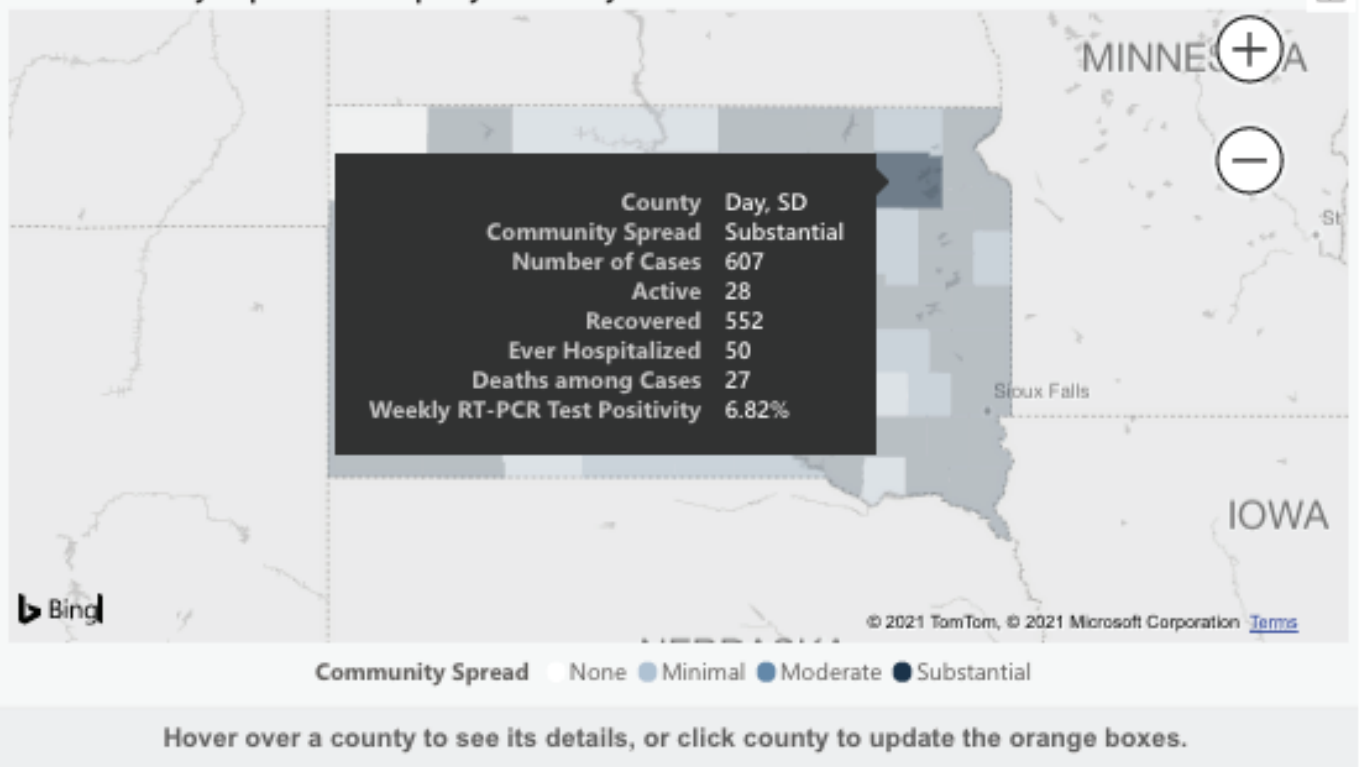 MINNES A
+
−
St
County Day, SD
Community Spread Substantial
Number of Cases 607
Active 28
Recovered 552
Ever Hospitalized 50
Deaths among Cases 27
Weekly RT-PCR Test Positivity 6.82%
Sioux Falls
IOWA
Bing
© 2021 TomTom, © 2021 Microsoft Corporation Terms
NEBRASKA
Community Spread None Minimal Moderate Substantial
Hover over a county to see its details, or click county to update the orange boxes.